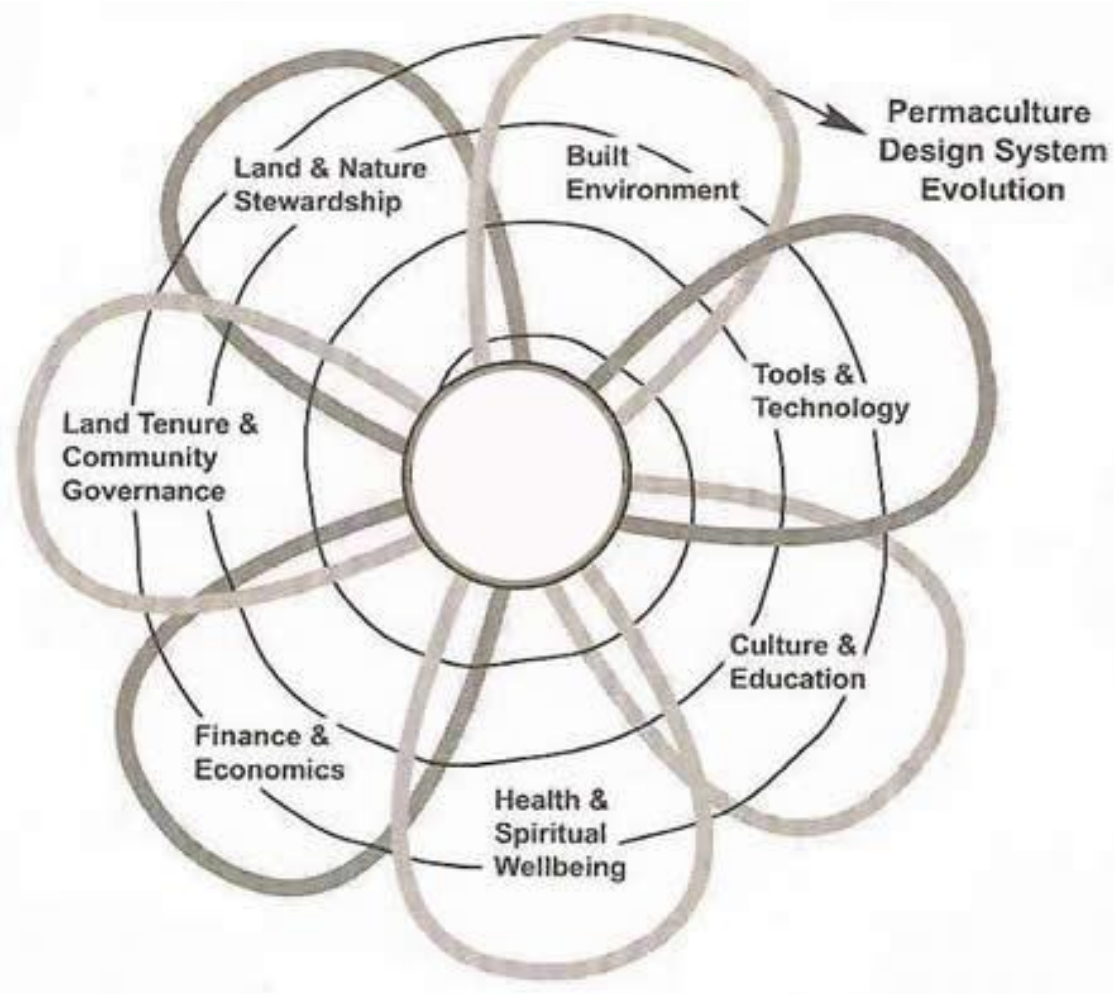 Permaculture
Design System
Evolution
Land & Nature
Stewardship
Built
Environment
Tools &
Technology
Land Tenure &
Community
Governance
Culture &
Education
Finance &
Economics
Health &
Spiritual
Wellbeing